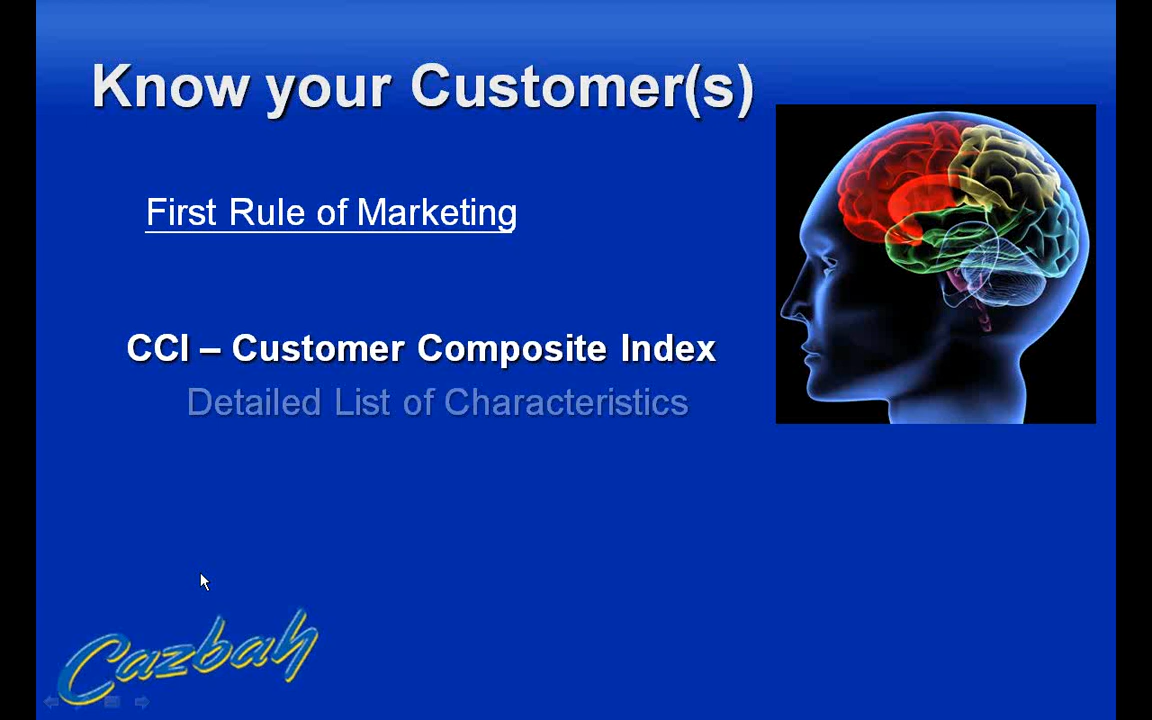 Know your Customer(s)
First Rule of Marketing
CCI – Customer Composite Index
Detailed List of Characteristics
Cazbah